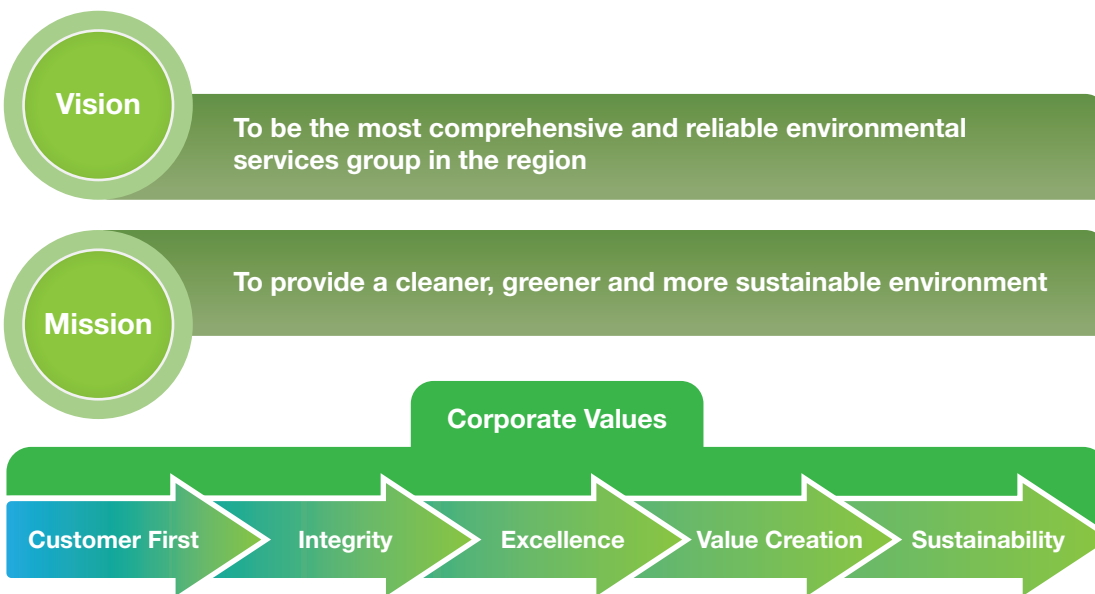 Vision
To be the most comprehensive and reliable environmental
services group in the region
Mission
To provide a cleaner, greener and more sustainable environment
Corporate Values
Customer First
Integrity
Excellence
Value Creation
Sustainability